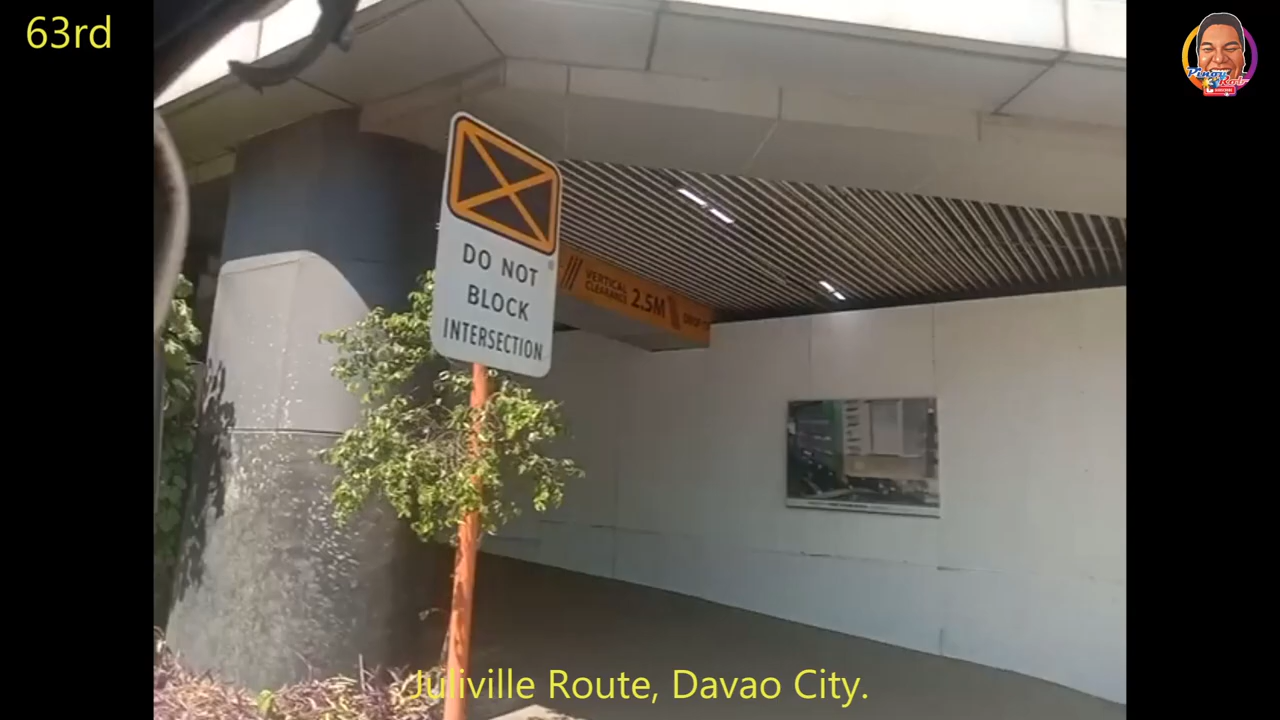 63rd
DO NOT
BLOCK
INTERSECTION
VERTICAL
CLEARANCE
2.5M
Juliville Route, Davao City.